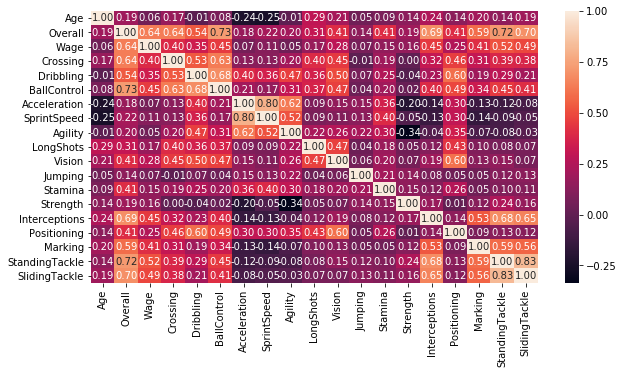 Age 1.00 0.19 0.06 0.17 -0.01 0.08 -0.24 -0.25 -0.01 0.29 0.21 0.05 0.09 0.14 0.24 0.14 0.20 0.14 0.19
Overall 0.19 1.00 0.64 0.64 0.54 0.73 0.18 0.22 0.20 0.31 0.41 0.14 0.41 0.19 0.69 0.41 0.59 0.72 0.70
Wage 0.06 0.64 1.00 0.40 0.35 0.45 0.07 0.11 0.05 0.17 0.28 0.07 0.15 0.16 0.45 0.25 0.41 0.52 0.49
Crossing 0.17 0.64 0.40 1.00 0.53 0.63 0.13 0.13 0.20 0.40 0.45 -0.01 0.19 -0.00 0.32 0.46 0.31 0.39 0.38
Dribbling -0.01 0.54 0.35 0.53 1.00 0.68 0.40 0.36 0.47 0.36 0.50 0.07 0.25 -0.04 0.23 0.60 0.19 0.29 0.21
BallControl 0.08 0.73 0.45 0.63 0.68 1.00 0.21 0.17 0.31 0.37 0.47 0.04 0.20 0.02 0.40 0.49 0.34 0.45 0.41
Acceleration -0.24 0.18 0.07 0.13 0.40 0.21 1.00 0.80 0.62 0.09 0.15 0.15 0.36 -0.20 -0.14 0.30 -0.13 -0.12 -0.08
SprintSpeed -0.25 0.22 0.11 0.13 0.36 0.17 0.80 1.00 0.52 0.09 0.11 0.13 0.40 -0.05 -0.13 0.30 -0.14 -0.09 -0.05
Agility -0.01 0.20 0.05 0.20 0.47 0.31 0.62 0.52 1.00 0.22 0.26 0.22 0.30 -0.34 -0.04 0.35 -0.07 -0.08 -0.03
LongShots 0.29 0.31 0.17 0.40 0.36 0.37 0.09 0.09 0.22 1.00 0.47 0.04 0.18 0.05 0.12 0.43 0.10 0.08 0.07
Vision 0.21 0.41 0.28 0.45 0.50 0.47 0.15 0.11 0.26 0.47 1.00 0.06 0.20 0.07 0.19 0.60 0.13 0.15 0.07
Jumping 0.05 0.14 0.07 -0.01 0.07 0.04 0.15 0.13 0.22 0.04 0.06 1.00 0.21 0.14 0.08 0.05 0.05 0.12 0.13
Stamina 0.09 0.41 0.15 0.19 0.25 0.20 0.36 0.40 0.30 0.18 0.20 0.21 1.00 0.15 0.12 0.26 0.05 0.10 0.11
Strength 0.14 0.19 0.16 0.00 -0.04 0.02 -0.20 -0.05 -0.34 0.05 0.07 0.14 0.15 1.00 0.17 0.01 0.12 0.24 0.16
Interceptions 0.24 0.69 0.45 0.32 0.23 0.40 -0.14 -0.13 -0.04 0.12 0.19 0.08 0.12 0.17 1.00 0.14 0.53 0.68 0.65
Positioning 0.14 0.41 0.25 0.46 0.60 0.49 0.30 0.30 0.35 0.43 0.60 0.05 0.26 0.01 0.14 1.00 0.09 0.13 0.12
Marking 0.20 0.59 0.41 0.31 0.19 0.34 -0.13 -0.14 -0.07 0.10 0.13 0.05 0.05 0.12 0.53 0.09 1.00 0.59 0.56
StandingTackle 0.14 0.72 0.52 0.39 0.29 0.45 -0.12 -0.09 -0.08 0.08 0.15 0.12 0.10 0.24 0.68 0.13 0.59 1.00 0.83
SlidingTackle 0.19 0.70 0.49 0.38 0.21 0.41 -0.08 -0.05 -0.03 0.07 0.07 0.13 0.11 0.16 0.65 0.12 0.56 0.83 1.00
Age Overall Wage Crossing Dribbling BallControl Acceleration SprintSpeed Agility LongShots Vision Jumping Stamina Strength Interceptions Positioning Marking StandingTackle SlidingTackle
1.00
0.75
0.50
0.25
0.00
−0.25